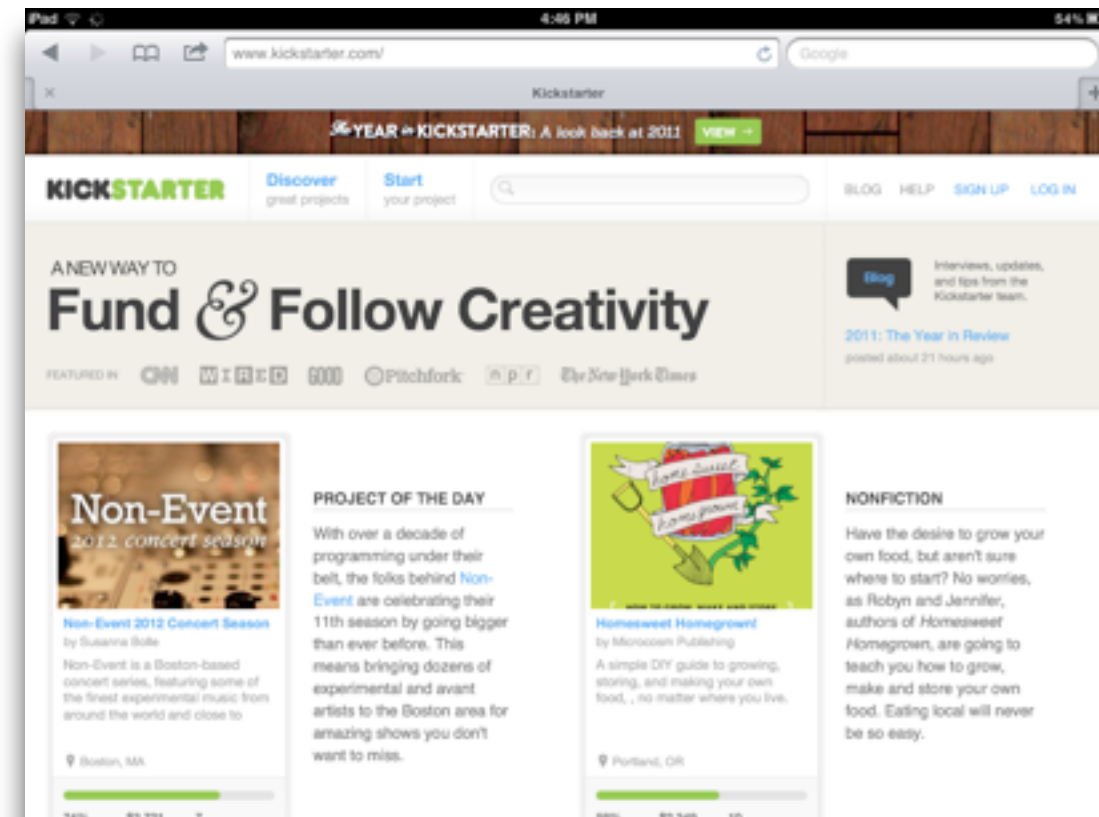 iPad
4:46 PM
54%
www.kickstarter.com/
Google
Kickstarter
The YEAR in KICKSTARTER: A look back at 2011
VIEW →
KICKSTARTER
Discover
great projects
Start
your project
BLOG HELP SIGN UP LOG IN
A NEW WAY TO
Fund & Follow Creativity
FEATURED IN CNN WIRED GOOD Pitchfork npr The New York Times
Blog
Interviews, updates,
and tips from the
Kickstarter team.
2011: The Year in Review
posted about 21 hours ago
Non-Event
2012 concert season
Non-Event 2012 Concert Season
by Susanna Bolle
Non-Event is a Boston-based
concert series, featuring some of
the finest experimental music from
around the world and close to
Boston, MA
PROJECT OF THE DAY
With over a decade of
programming under their
belt, the folks behind Non-
Event are celebrating their
11th season by going bigger
than ever before. This
means bringing dozens of
experimental and avant
artists to the Boston area for
amazing shows you don't
want to miss.
home sweet
homegrown
HOW TO GROW, MAKE AND STORE
Homesweet Homegrown!
by Microcosm Publishing
A simple DIY guide to growing,
storing, and making your own
food, , no matter where you live.
Portland, OR
NONFICTION
Have the desire to grow your
own food, but aren't sure
where to start? No worries,
as Robyn and Jennifer,
authors of Homesweet
Homegrown, are going to
teach you how to grow,
make and store your own
food. Eating local will never
be so easy.